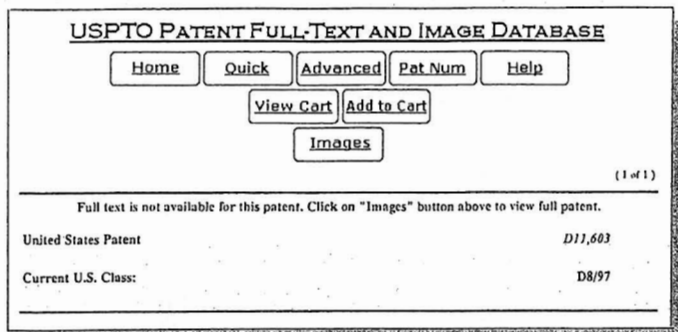 USPTO PATENT FULL-TEXT AND IMAGE DATABASE
Home Quick Advanced Pat Num Help
View Cart Add to Cart
Images
(1 of 1)
Full text is not available for this patent. Click on "Images" button above to view full patent.
United States Patent D11,603
Current U.S. Class: D8/97